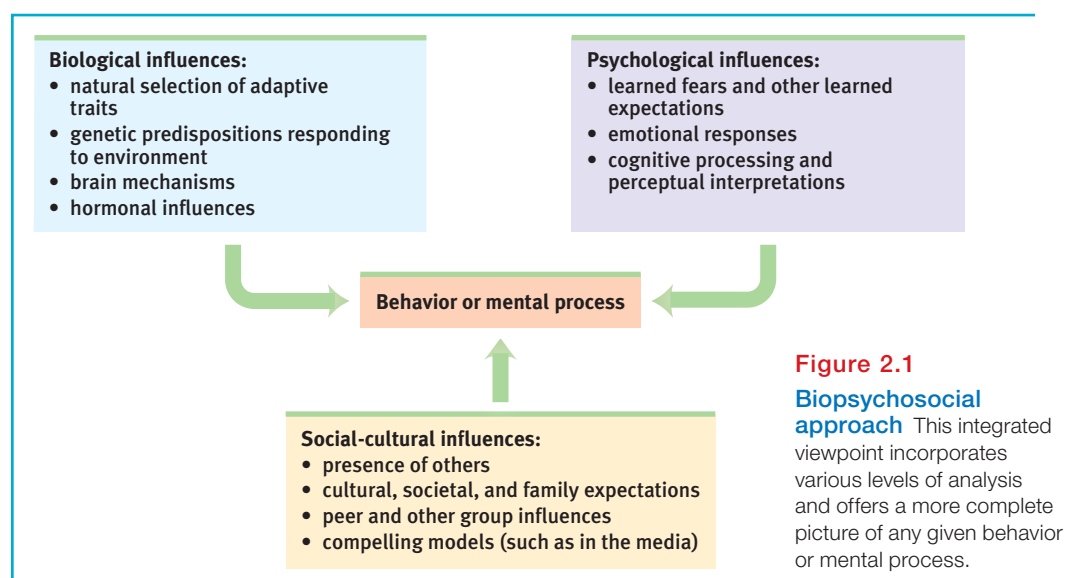 Biological influences:
• natural selection of adaptive
traits
• genetic predispositions responding
to environment
• brain mechanisms
• hormonal influences
Psychological influences:
• learned fears and other learned
expectations
• emotional responses
• cognitive processing and
perceptual interpretations
Behavior or mental process
Social-cultural influences:
• presence of others
• cultural, societal, and family expectations
• peer and other group influences
• compelling models (such as in the media)
Figure 2.1
Biopsychosocial
approach This integrated
viewpoint incorporates
various levels of analysis
and offers a more complete
picture of any given behavior
or mental process.